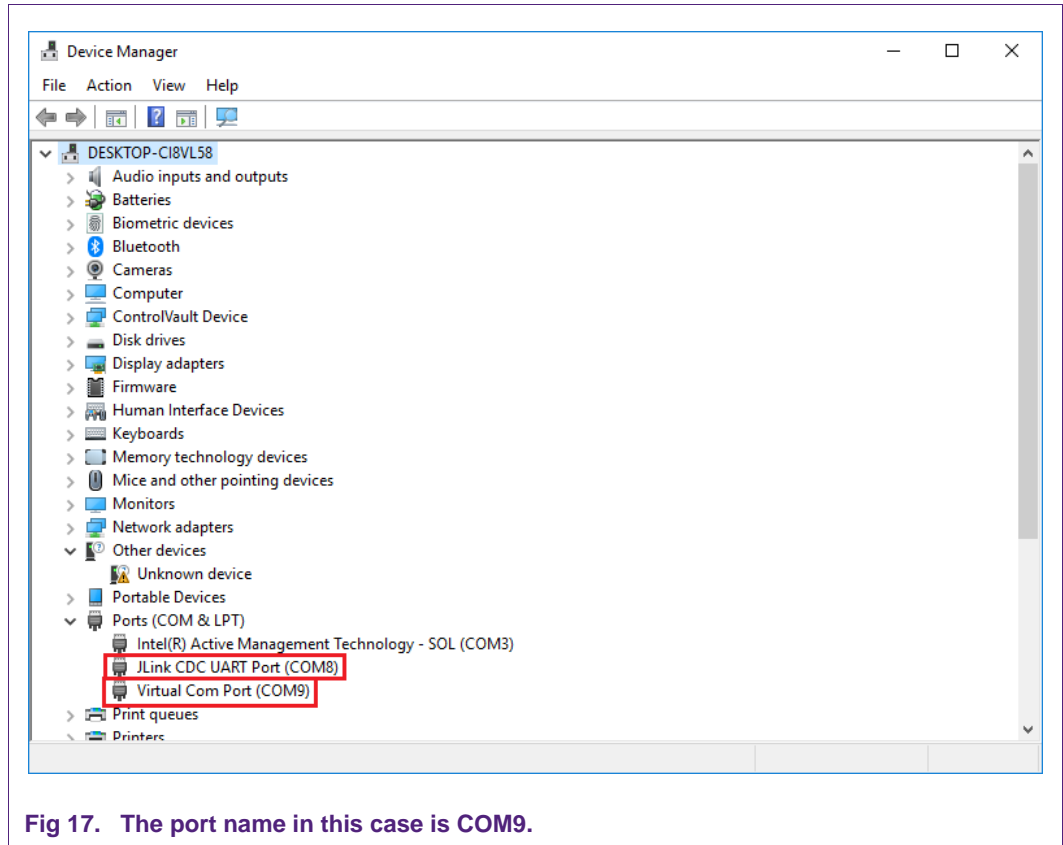 Device Manager
File Action View Help
DESKTOP-CI8VL58
Audio inputs and outputs
Batteries
Biometric devices
Bluetooth
Cameras
Computer
ControlVault Device
Disk drives
Display adapters
Firmware
Human Interface Devices
Keyboards
Memory technology devices
Mice and other pointing devices
Monitors
Network adapters
Other devices
Unknown device
Portable Devices
Ports (COM & LPT)
Intel(R) Active Management Technology - SOL (COM3)
JLink CDC UART Port (COM8)
Virtual Com Port (COM9)
Print queues
Printers
Fig 17. The port name in this case is COM9.